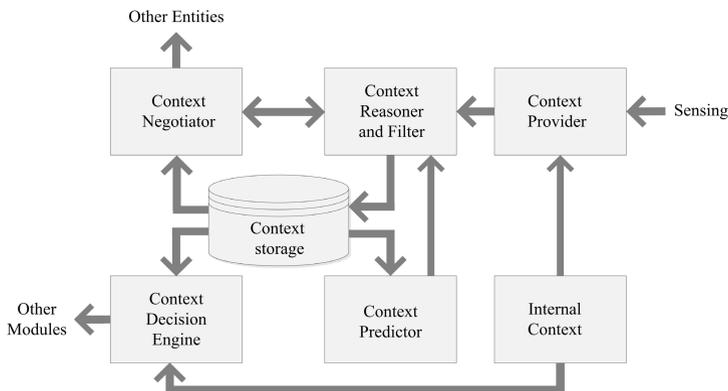 Other Entities
Context
Negotiator
Context
Reasoner
and Filter
Context
Provider
Sensing
Context
storage
Other
Modules
Context
Decision
Engine
Context
Predictor
Internal
Context